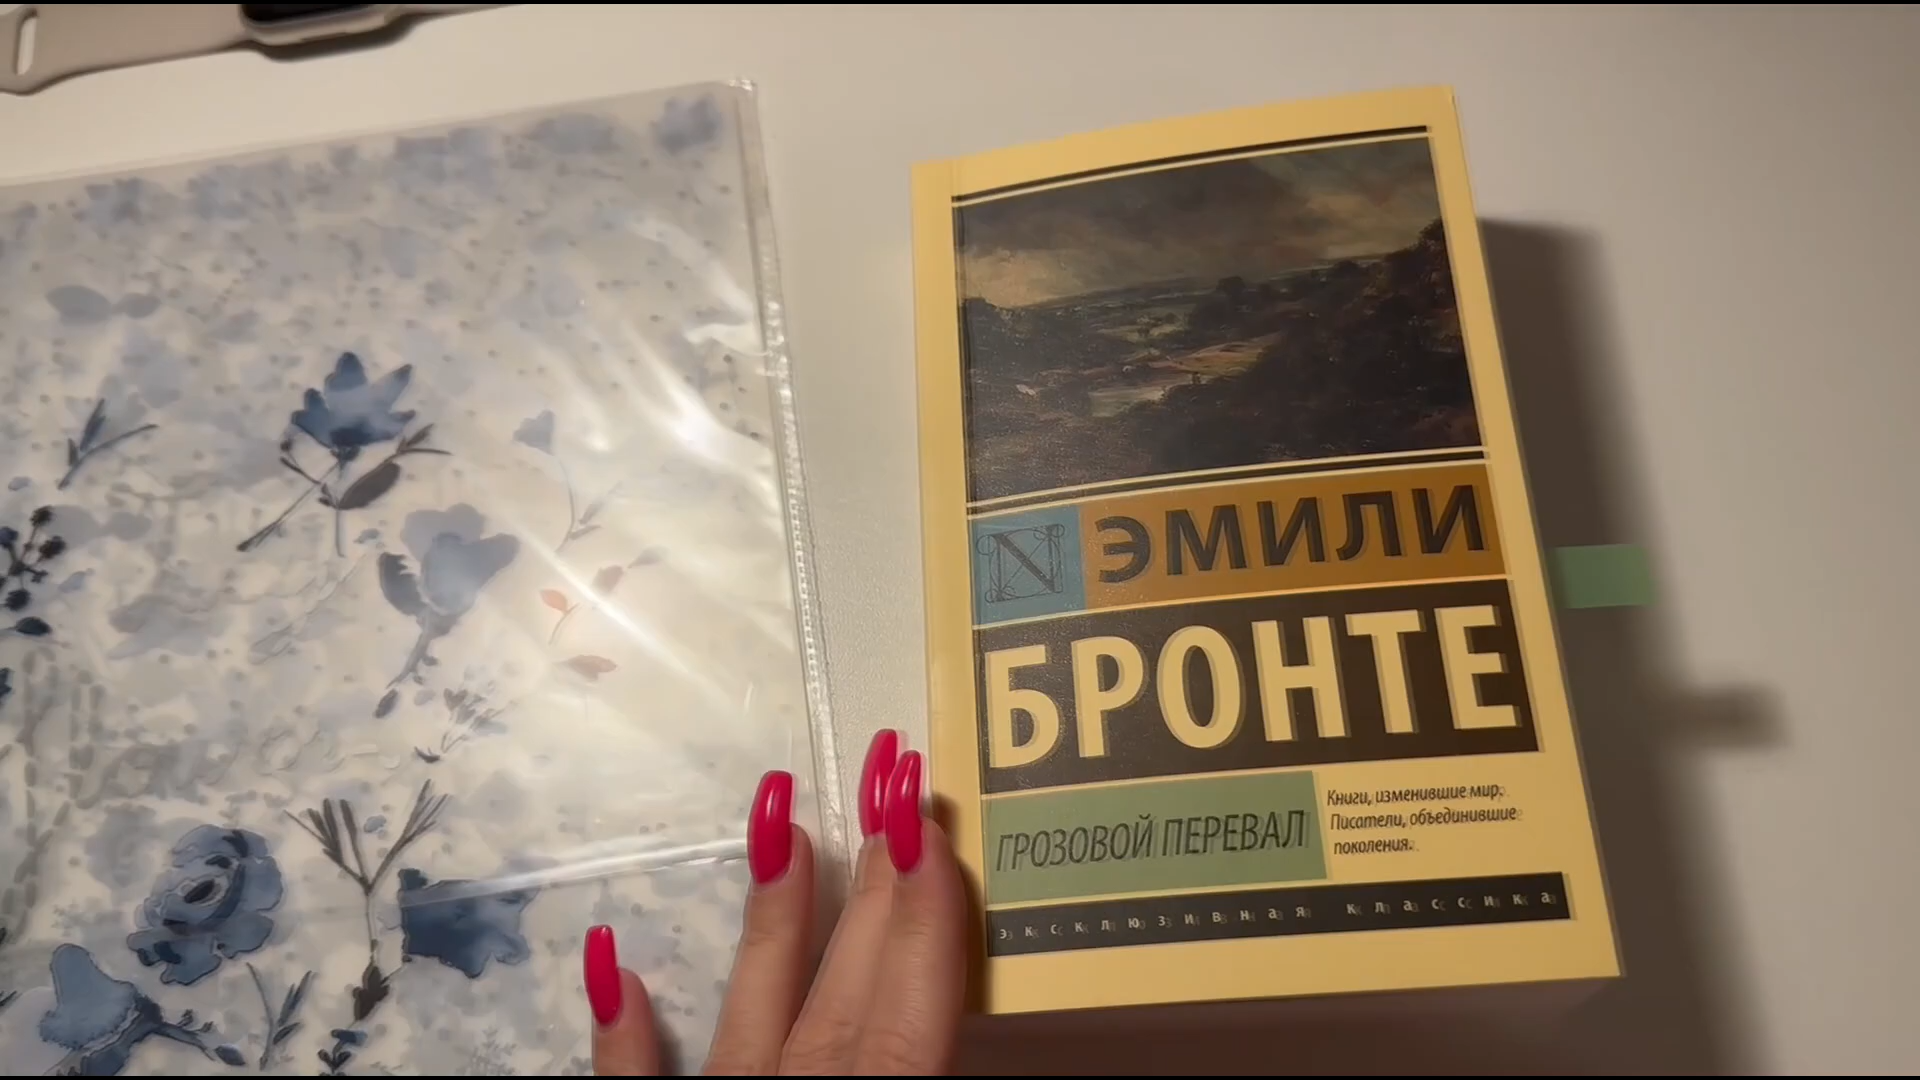 N
ЭМИЛИ
БРОНТЕ
ГРОЗОВОЙ ПЕРЕВАЛ
Книги, изменившие мир.
Писатели, объединившие
поколения.
эксклюзивная классика